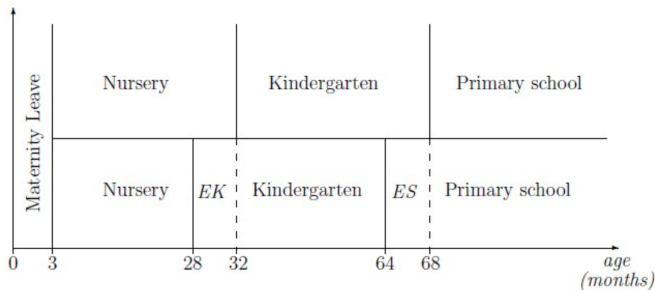 Maternity Leave
Nursery Kindergarten Primary school
Nursery EK Kindergarten ES Primary school
0 3 28 32 64 68 age
(months)